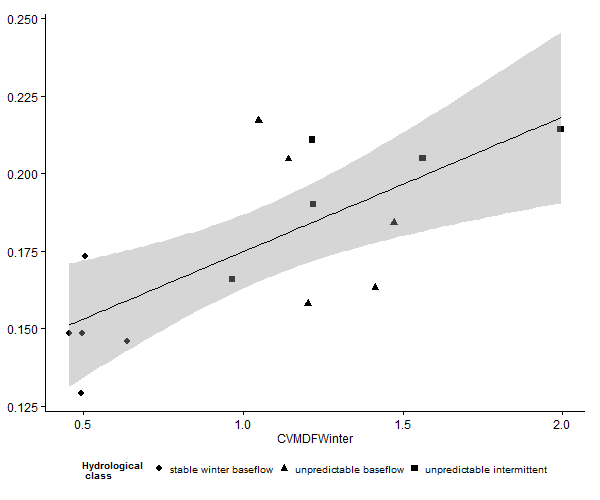 0.250
0.225
0.200
0.175
0.150
0.125
0.5 1.0 1.5 2.0
CVMDFWinter
Hydrological
class
stable winter baseflow unpredictable baseflow unpredictable intermittent